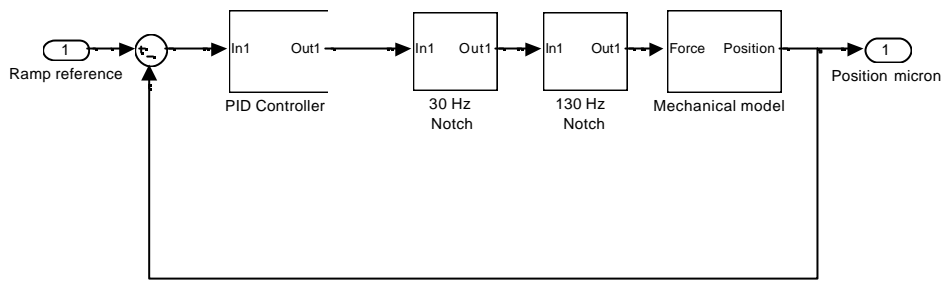 1
Ramp reference
+
-
In1
Out1
PID Controller
In1
Out1
30 Hz
Notch
In1
Out1
130 Hz
Notch
Force
Position
Mechanical model
1
Position micron